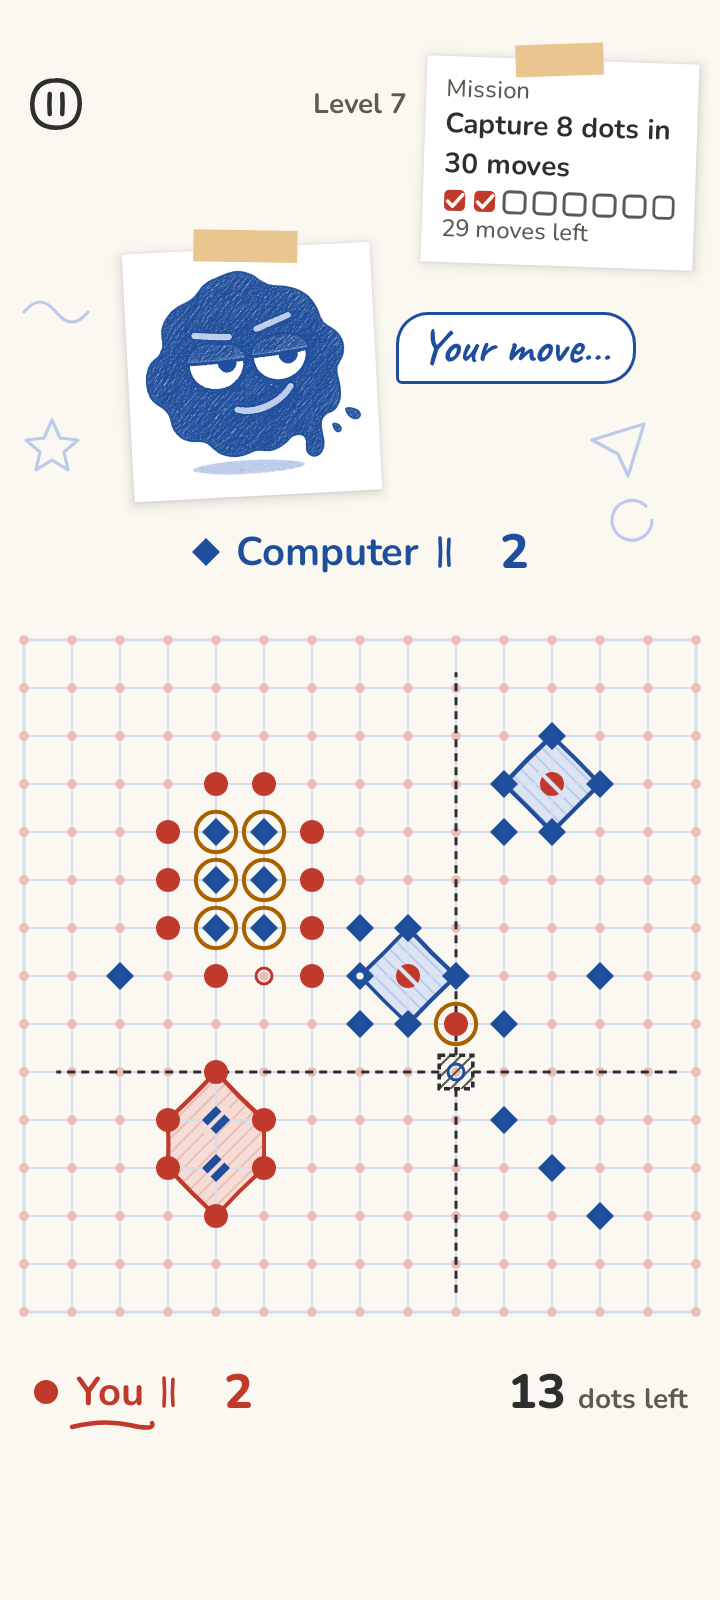 Level 7
Mission
Capture 8 dots in
30 moves
29 moves left
Your move...
Computer 2
You 2
13 dots left